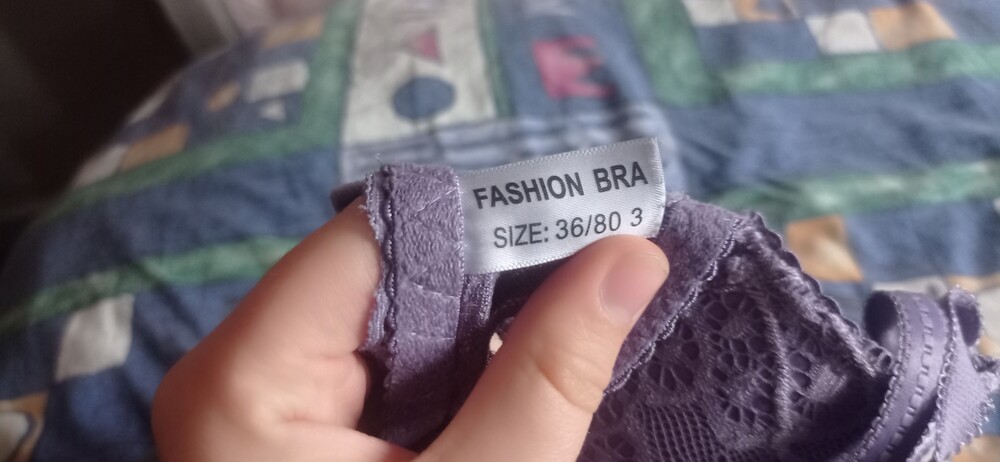 FASHION BRA
SIZE: 36/80 3